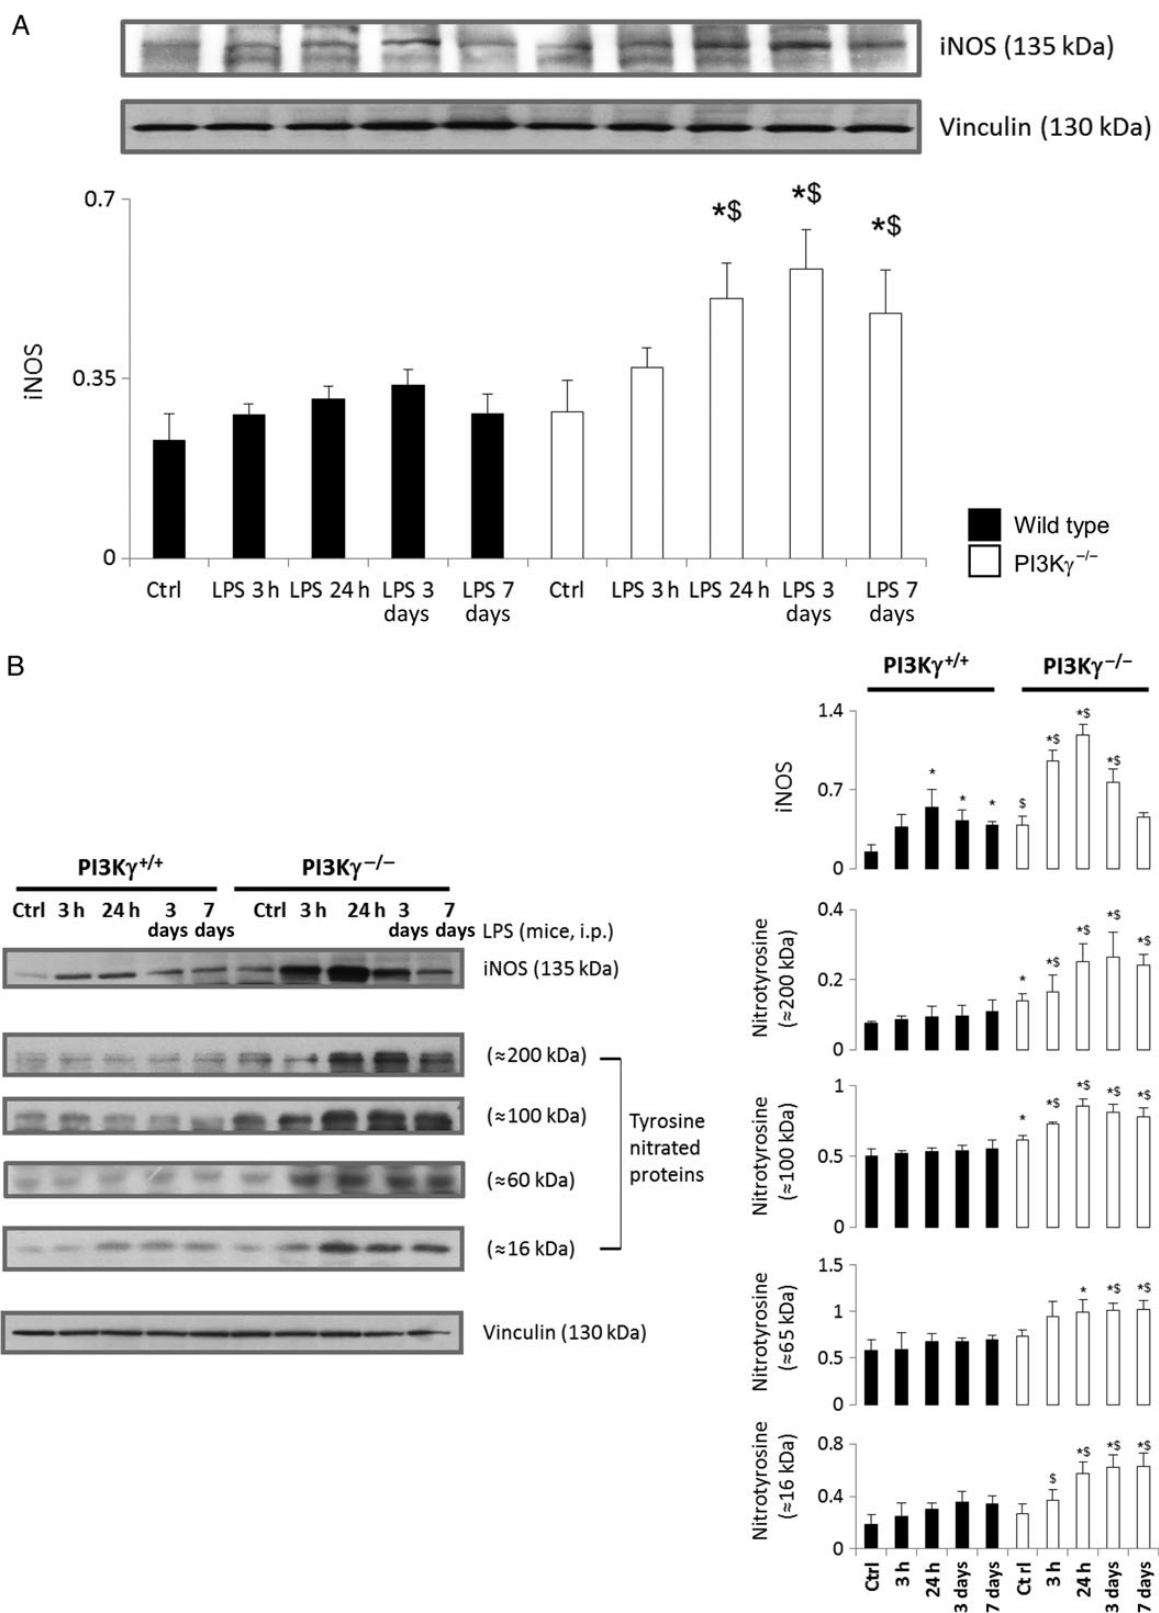 A
iNOS (135 kDa)
Vinculin (130 kDa)
0.7
0.35
0
iNOS
*$
*$
*$
Ctrl LPS 3 h LPS 24 h LPS 3 days LPS 7 days Ctrl LPS 3 h LPS 24 h LPS 3 days LPS 7 days
Wild type
PI3Kγ−/−
B
PI3Kγ+/+ PI3Kγ−/−
Ctrl 3 h 24 h 3 days 7 days Ctrl 3 h 24 h 3 days 7 days LPS (mice, i.p.)
iNOS (135 kDa)
(≈200 kDa)
(≈100 kDa)
(≈60 kDa)
(≈16 kDa)
Tyrosine
nitrated
proteins
Vinculin (130 kDa)
PI3Kγ+/+ PI3Kγ−/−
iNOS
1.4
0.7
0
* * * $ *$ *$ *$
Nitrotyrosine
(≈200 kDa)
0.4
0.2
0
* *$ *$ *$ *$
Nitrotyrosine
(≈100 kDa)
1
0.5
0
* *$ *$ *$ *$
Nitrotyrosine
(≈65 kDa)
1.5
1
0.5
0
* *$ *$
Nitrotyrosine
(≈16 kDa)
0.8
0.4
0
$ *$ *$ *$
Ctrl 3 h 24 h 3 days 7 days Ctrl 3 h 24 h 3 days 7 days